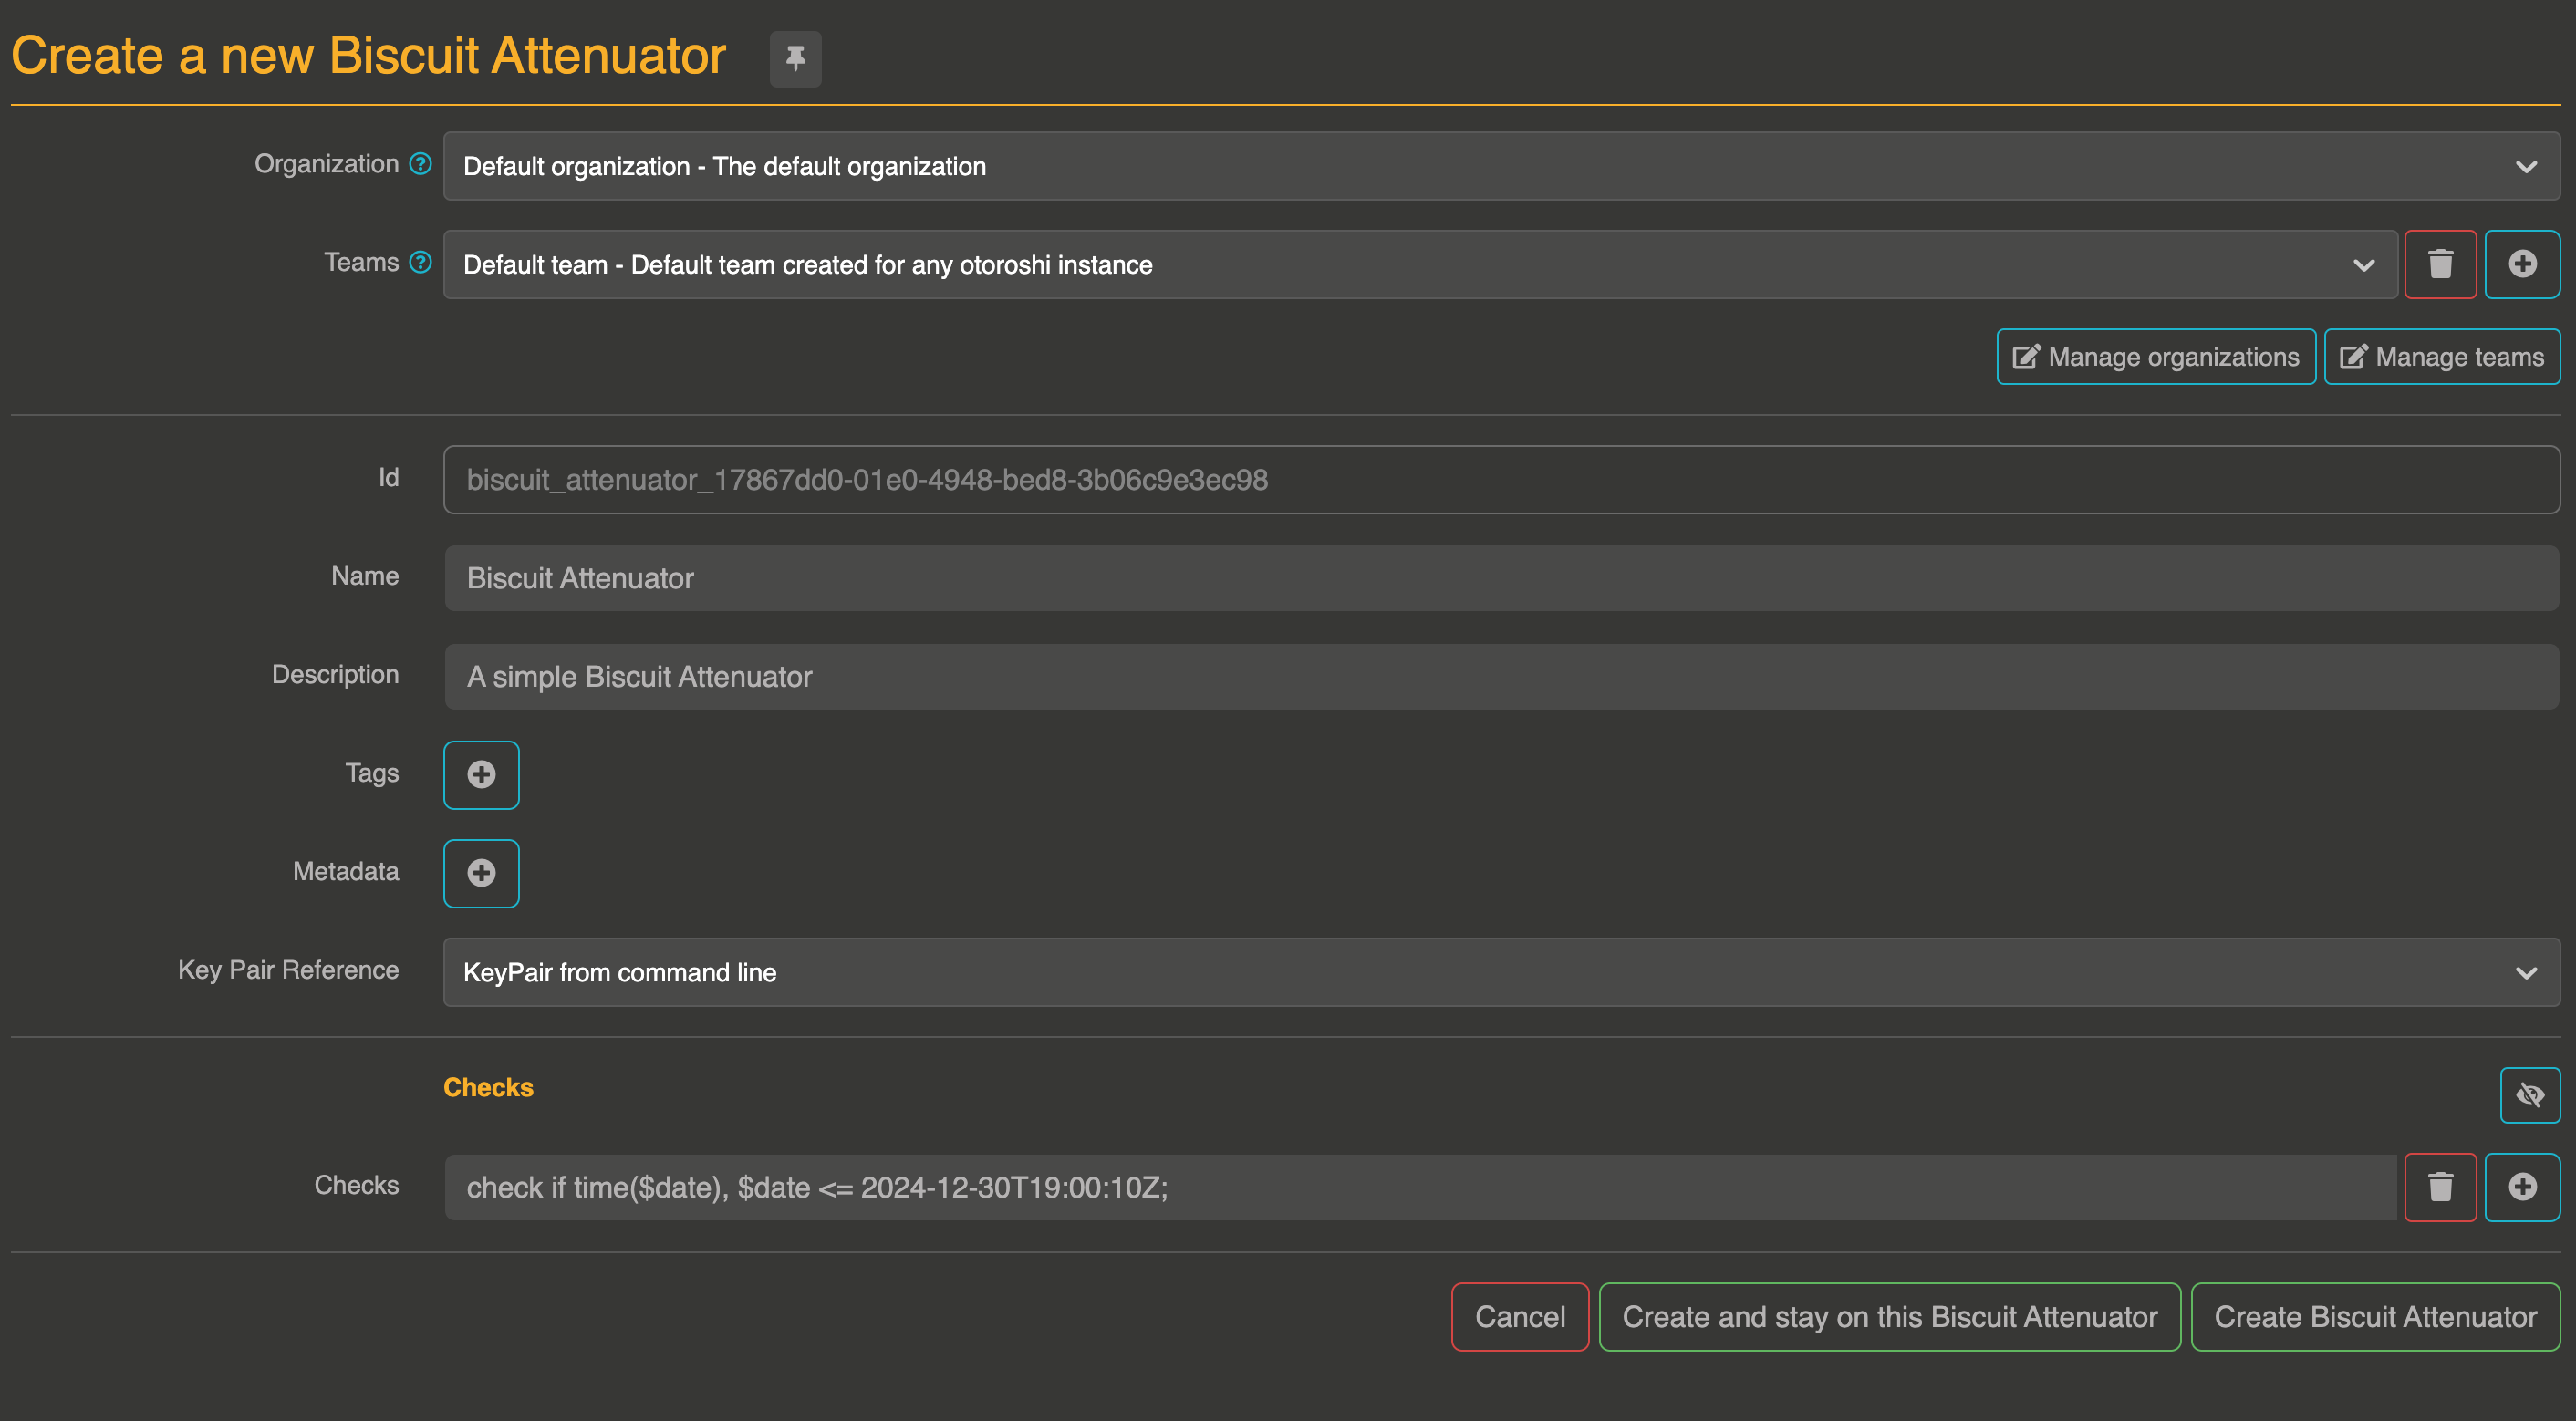 Create a new Biscuit Attenuator
Organization Default organization - The default organization
Teams Default team - Default team created for any otoroshi instance
Manage organizations Manage teams
Id biscuit_attenuator_17867dd0-01e0-4948-bed8-3b06c9e3ec98
Name Biscuit Attenuator
Description A simple Biscuit Attenuator
Tags
Metadata
Key Pair Reference KeyPair from command line
Checks
Checks check if time($date), $date <= 2024-12-30T19:00:10Z;
Cancel Create and stay on this Biscuit Attenuator Create Biscuit Attenuator